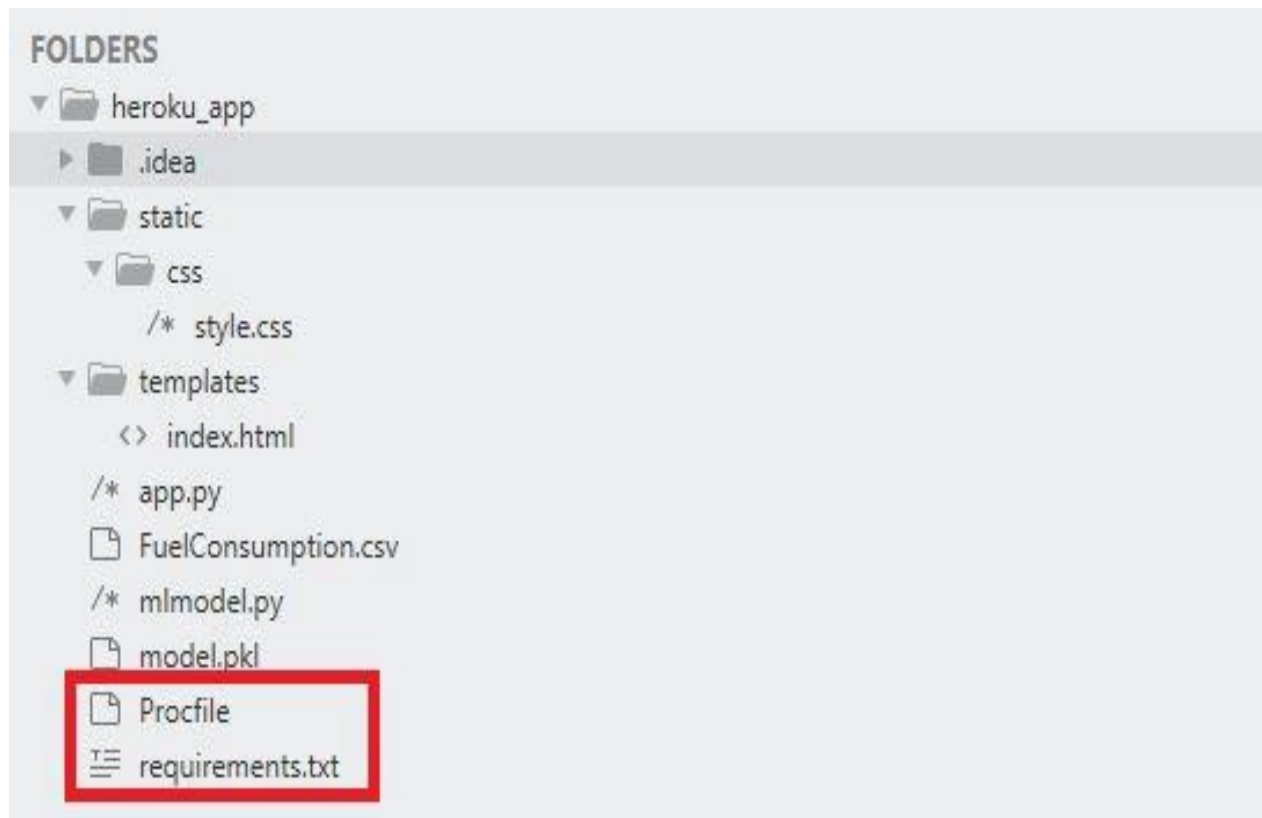 FOLDERS
heroku_app
.idea
static
css
/* style.css
templates
<> index.html
/* app.py
FuelConsumption.csv
/* mlmodel.py
model.pkl
Procfile
requirements.txt